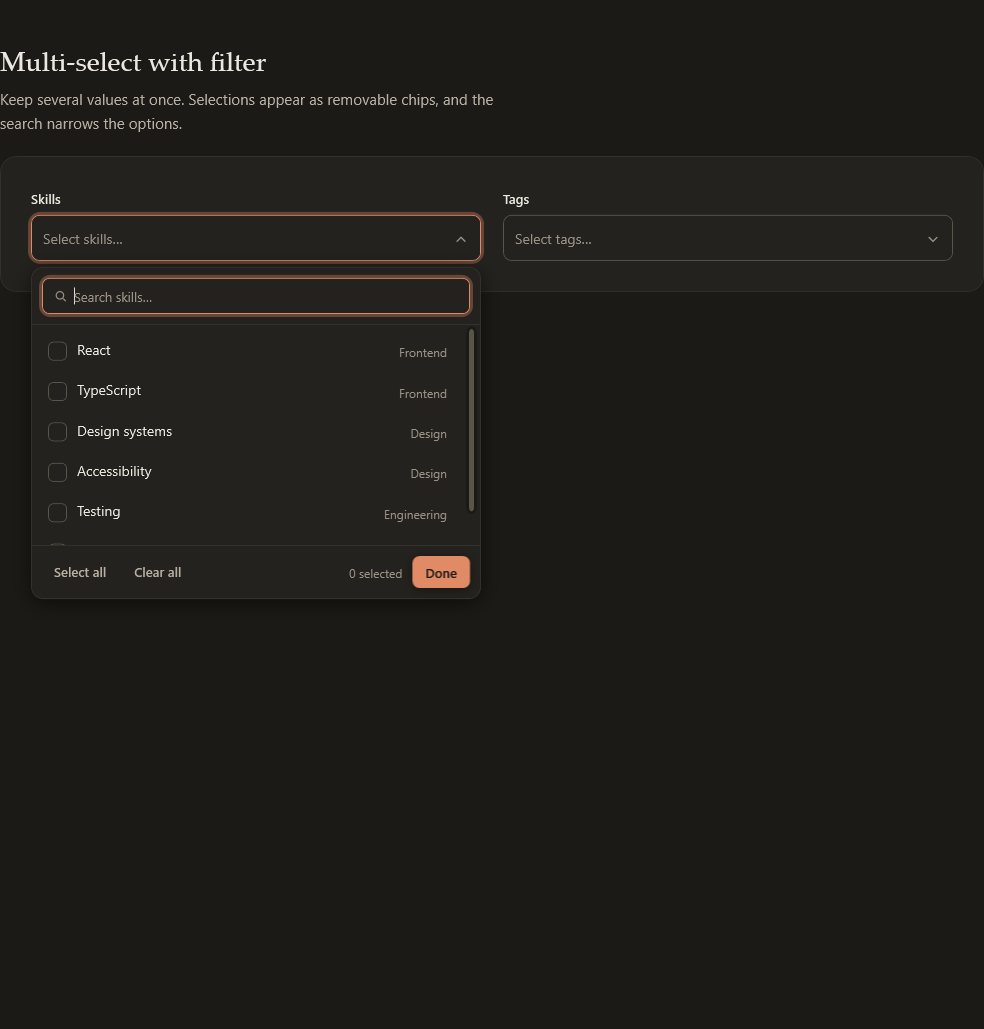 Multi-select with filter
Keep several values at once. Selections appear as removable chips, and the
search narrows the options.
Skills
Tags
Select skills...
Select tags...
Search skills...
React
Frontend
TypeScript
Frontend
Design systems
Design
Accessibility
Design
Testing
Engineering
Select all
Clear all
0 selected
Done